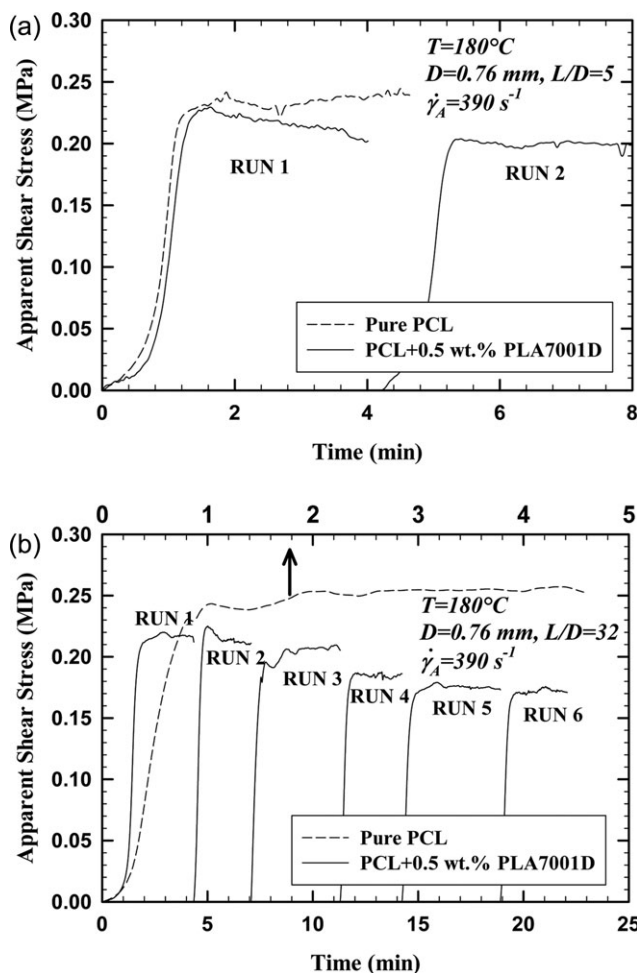 (a)
Apparent Shear Stress (MPa)
0.30
0.25
0.20
0.15
0.10
0.05
0.00
T=180°C
D=0.76 mm, L/D=5
γ̇A=390 s-1
RUN 1
RUN 2
Pure PCL
PCL+0.5 wt.% PLA7001D
0 2 4 6 8
Time (min)
0 1 2 3 4 5
(b)
Apparent Shear Stress (MPa)
0.30
0.25
0.20
0.15
0.10
0.05
0.00
T=180°C
D=0.76 mm, L/D=32
γ̇A=390 s-1
RUN 1
RUN 2
RUN 3
RUN 4
RUN 5
RUN 6
Pure PCL
PCL+0.5 wt.% PLA7001D
0 5 10 15 20 25
Time (min)